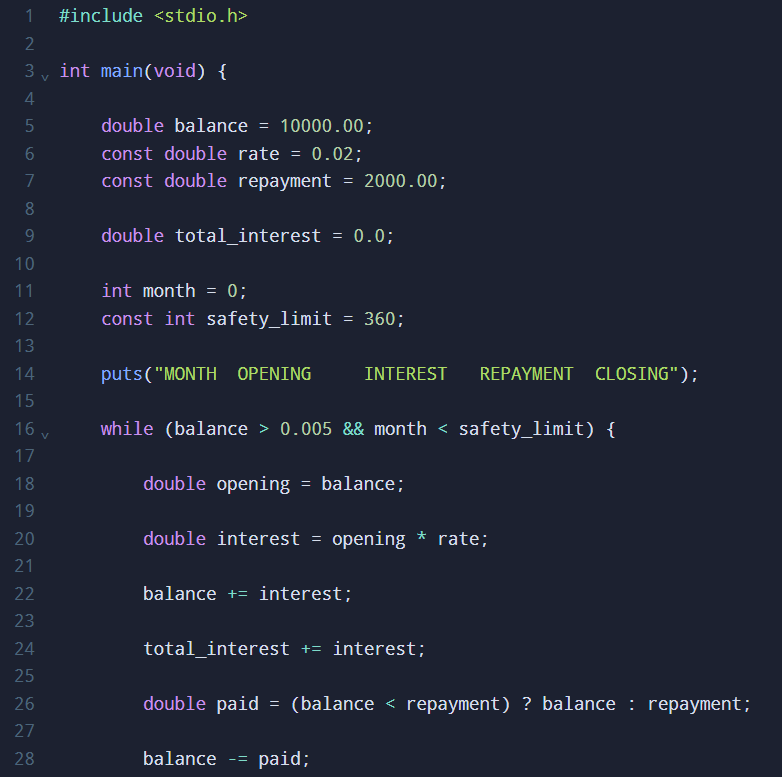 1 #include <stdio.h>
2
3 int main(void) {
4
5     double balance = 10000.00;
6     const double rate = 0.02;
7     const double repayment = 2000.00;
8
9     double total_interest = 0.0;
10
11     int month = 0;
12     const int safety_limit = 360;
13
14     puts("MONTH  OPENING     INTEREST   REPAYMENT  CLOSING");
15
16     while (balance > 0.005 && month < safety_limit) {
17
18         double opening = balance;
19
20         double interest = opening * rate;
21
22         balance += interest;
23
24         total_interest += interest;
25
26         double paid = (balance < repayment) ? balance : repayment;
27
28         balance -= paid;